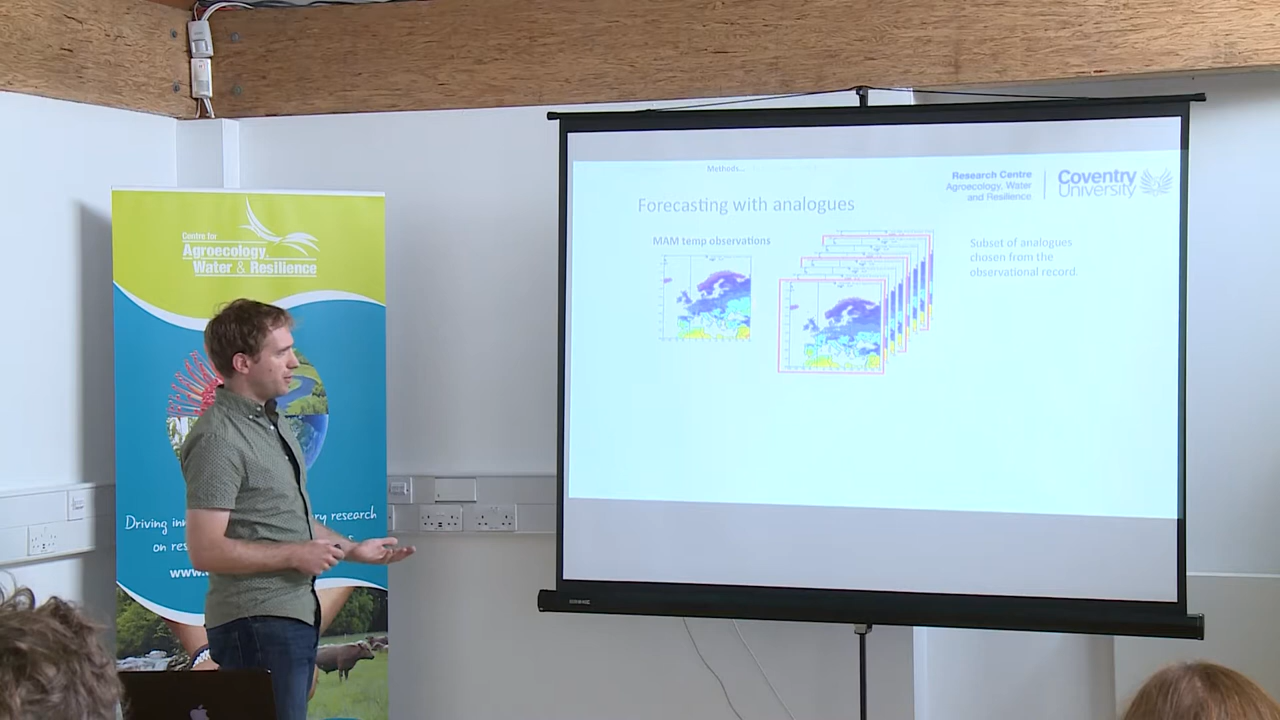 Centre for
Agroecology,
Water & Resilience
Driving
ry research
on
www.
Methods...
Research Centre
Agroecology, Water
and Resilience
Coventry
University
Forecasting with analogues
MAM temp observations
Subset of analogues
chosen from the
observational record.